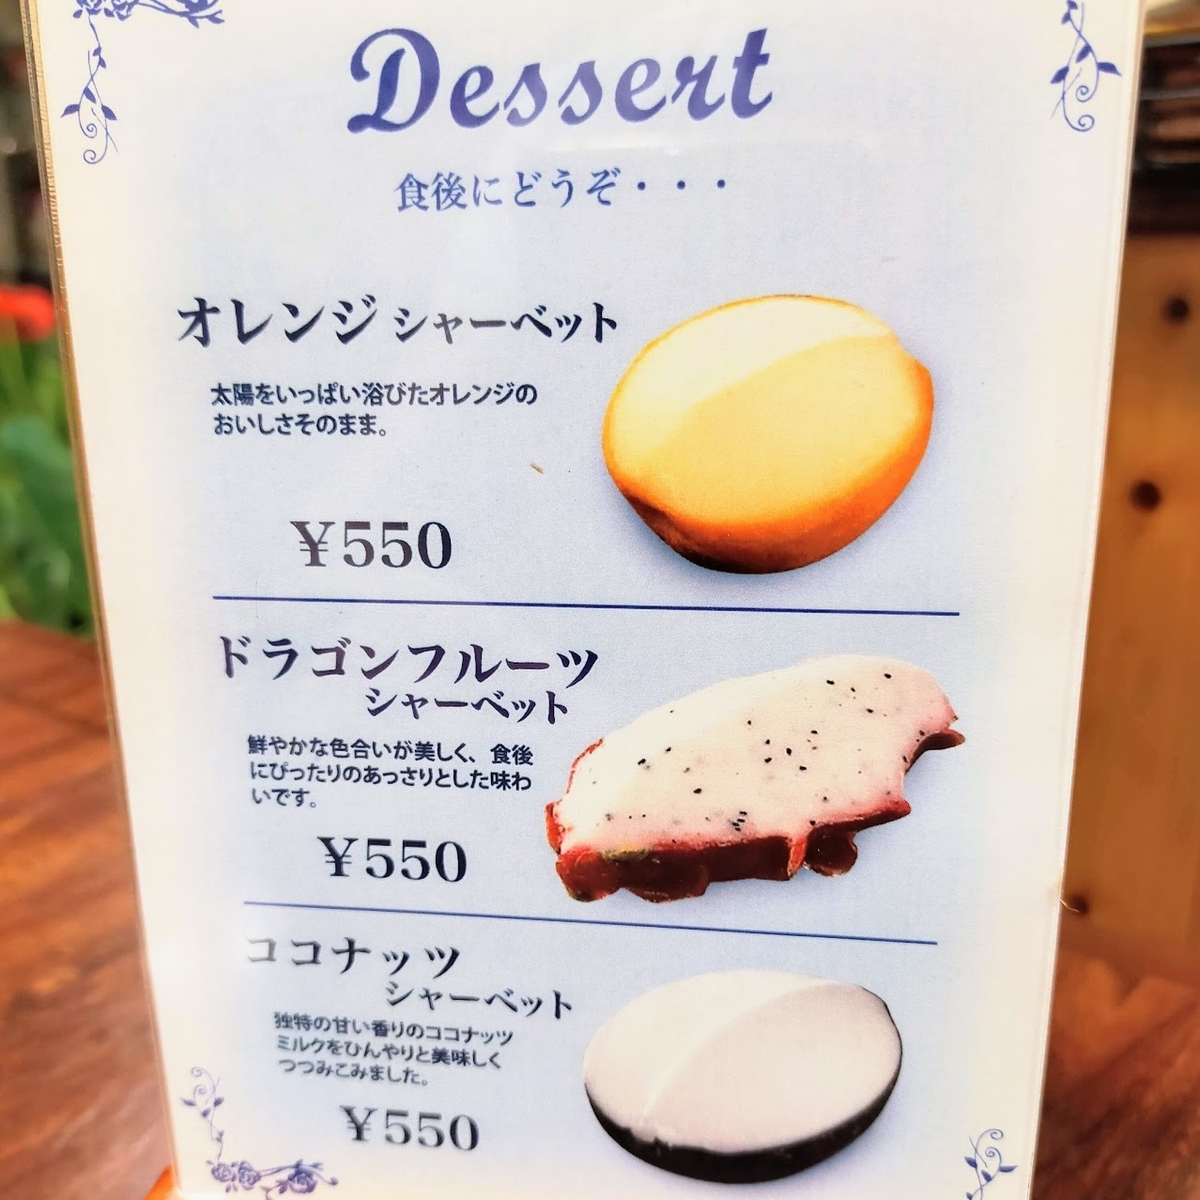 Dessert
食後にどうぞ・・・
オレンジ シャーベット
太陽をいっぱい浴びたオレンジの
おいしさそのまま。
¥550
ドラゴンフルーツ
シャーベット
鮮やかな色合いが美しく、食後
にぴったりのあっさりとした味わ
いです。
¥550
ココナッツ
シャーベット
独特の甘い香りのココナッツ
ミルクをひんやりと美味しく
つつみこみました。
¥550